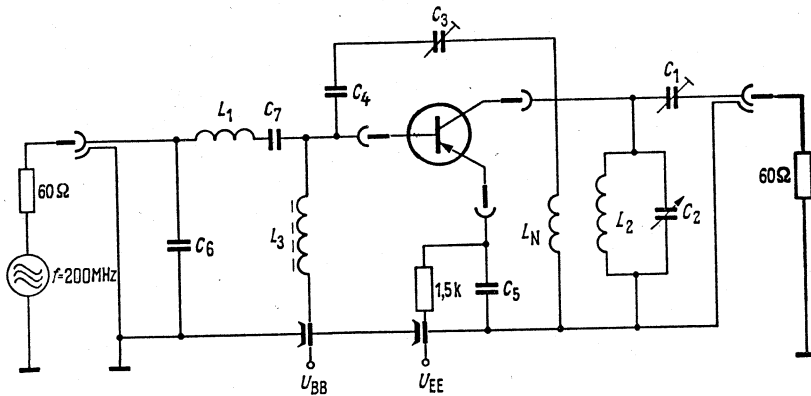 C3
C4
C1
L1
C7
60Ω
f=200MHz
C6
L3
LN
L2
C2
60Ω
1,5k
C5
UBB
UEE